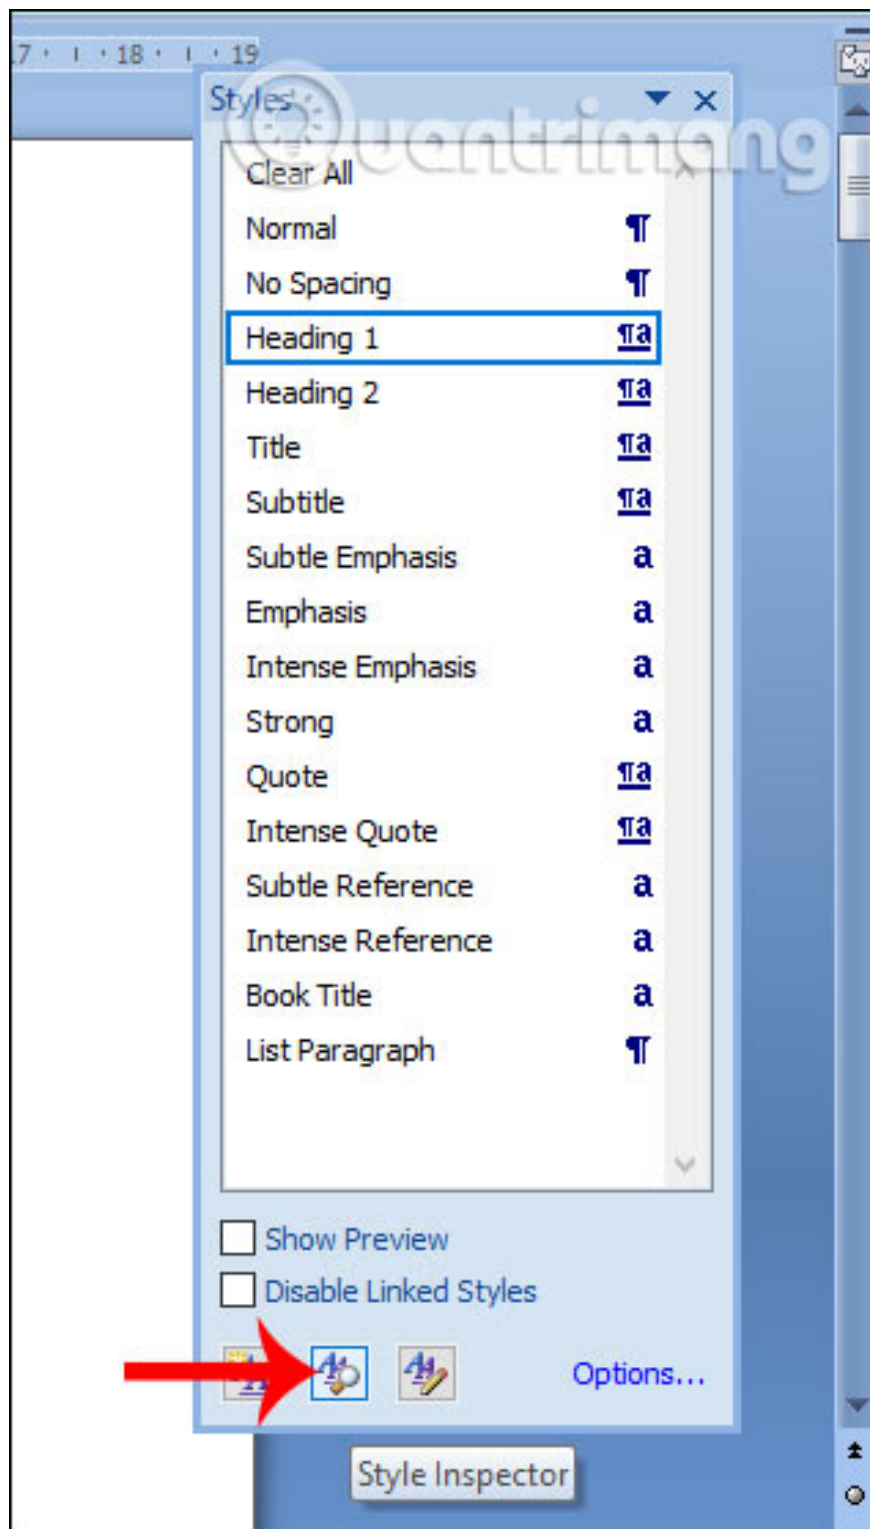 17 18 19
Styles
Quantrimang
Clear All
Normal ¶
No Spacing ¶
Heading 1 ¶a
Heading 2 ¶a
Title ¶a
Subtitle ¶a
Subtle Emphasis a
Emphasis a
Intense Emphasis a
Strong a
Quote ¶a
Intense Quote ¶a
Subtle Reference a
Intense Reference a
Book Title a
List Paragraph ¶
Show Preview
Disable Linked Styles
Options...
Style Inspector